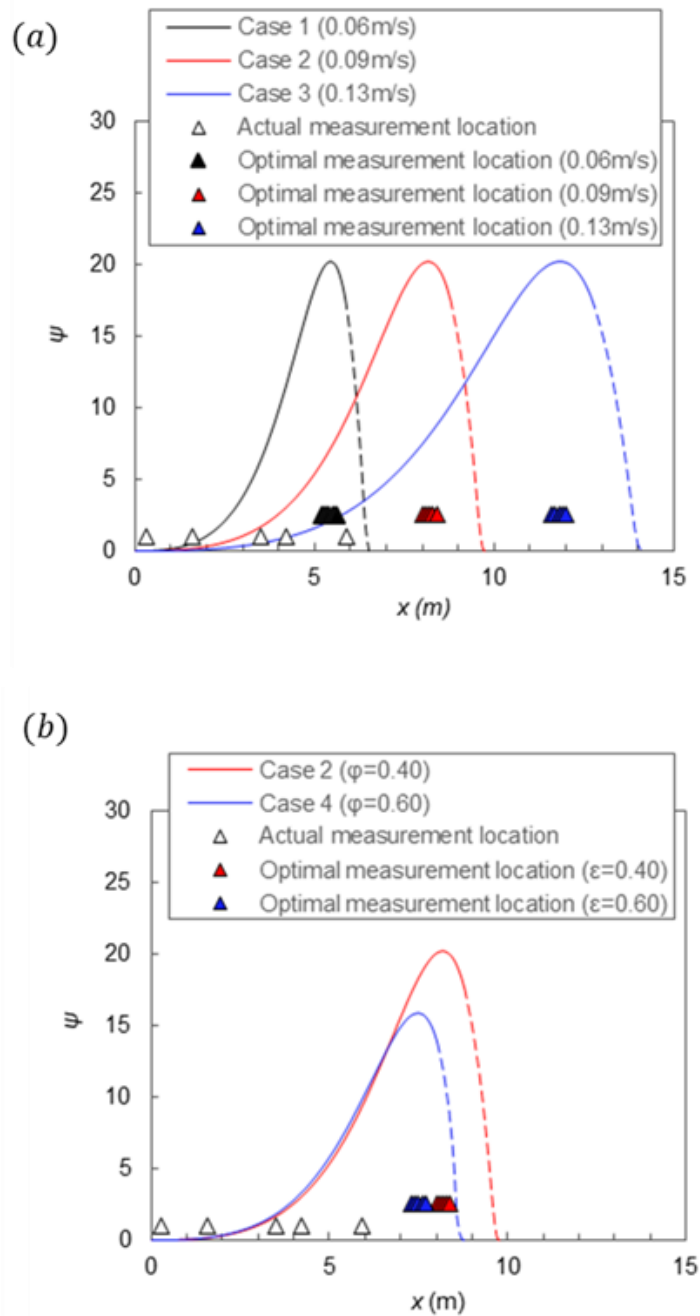 (a)
Case 1 (0.06m/s)
Case 2 (0.09m/s)
Case 3 (0.13m/s)
Actual measurement location
Optimal measurement location (0.06m/s)
Optimal measurement location (0.09m/s)
Optimal measurement location (0.13m/s)
30
25
20
15
10
5
0
ψ
0 5 10 15
x (m)
(b)
Case 2 (φ=0.40)
Case 4 (φ=0.60)
Actual measurement location
Optimal measurement location (ε=0.40)
Optimal measurement location (ε=0.60)
30
25
20
15
10
5
0
ψ
0 5 10 15
x (m)